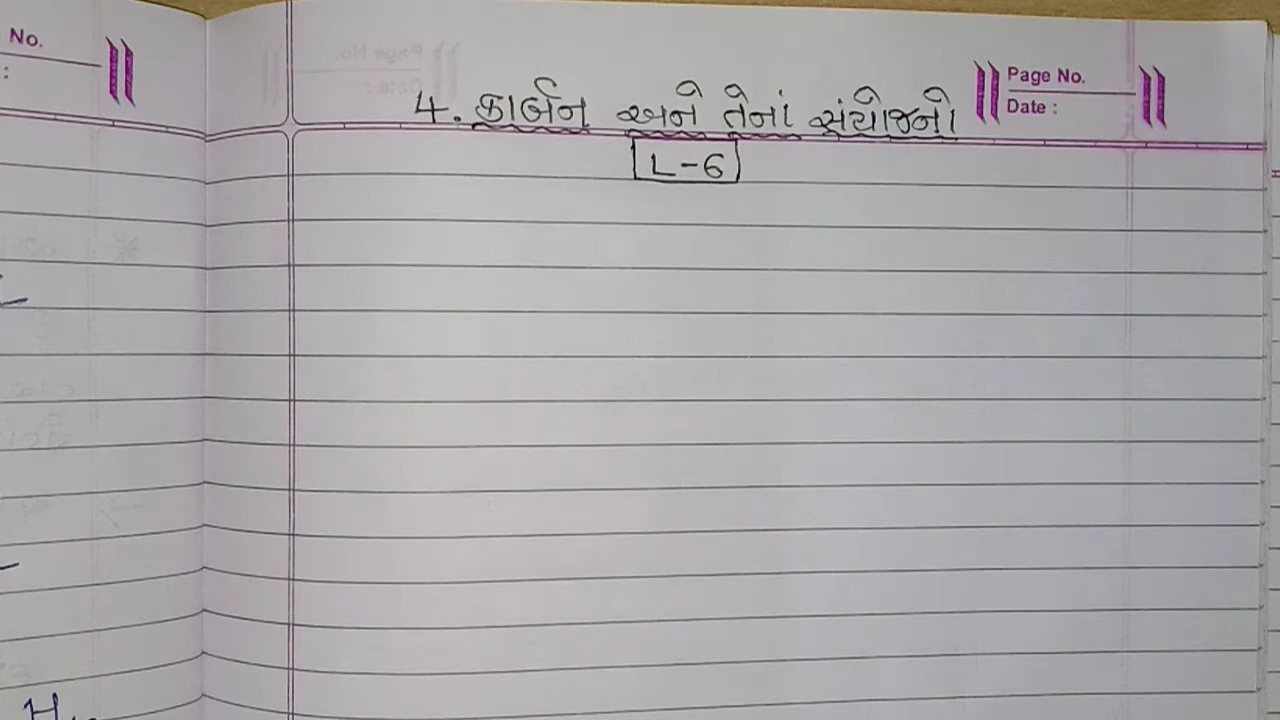 No.
:
Page No.
Date :
4. કાર્બન અને તેનાં સંયોજનો
L-6
H